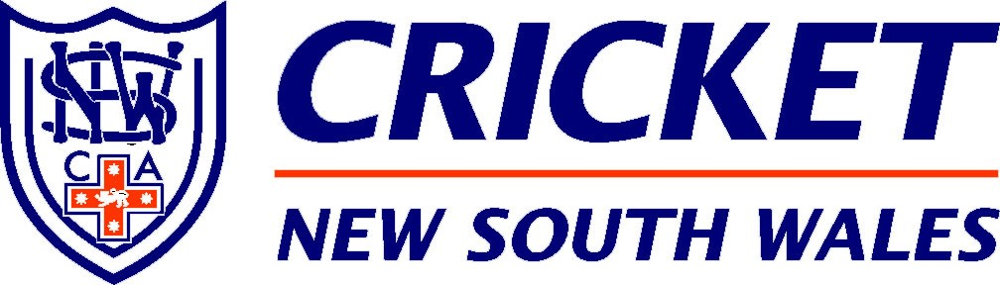 NSW
C A
CRICKET
NEW SOUTH WALES